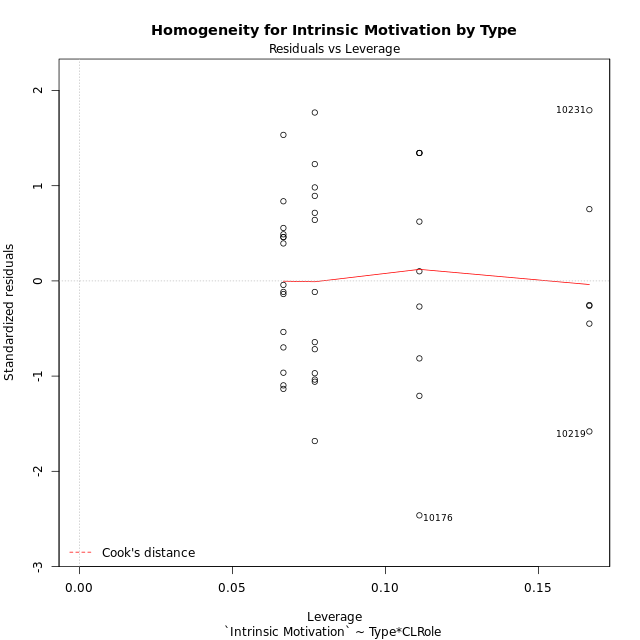 Homogeneity for Intrinsic Motivation by Type
Residuals vs Leverage
2
1
0
-1
-2
-3
Standardized residuals
10231
10219
10176
Cook's distance
0.00 0.05 0.10 0.15
Leverage
`Intrinsic Motivation` ~ Type*CLRole